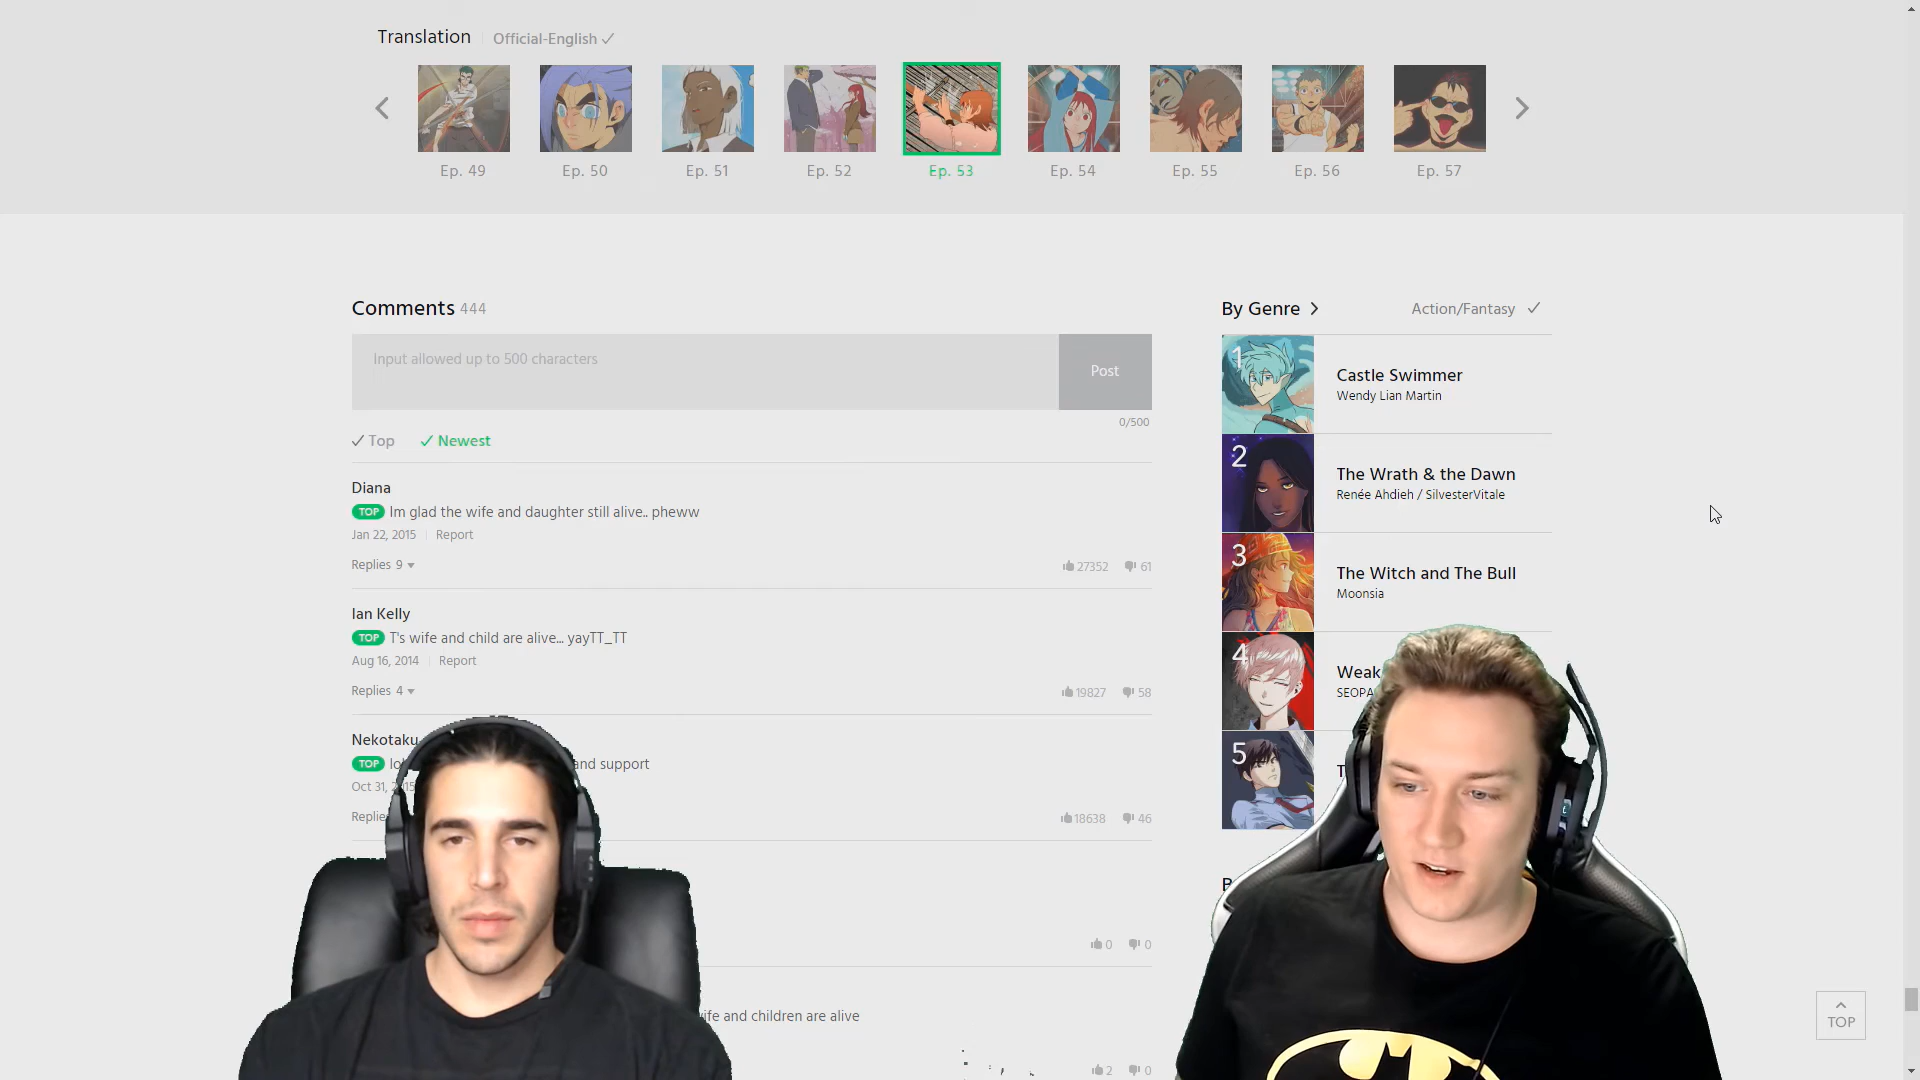 Translation
Official-English
Ep. 49
Ep. 50
Ep. 51
Ep. 52
Ep. 53
Ep. 54
Ep. 55
Ep. 56
Ep. 57
Comments 444
Input allowed up to 500 characters
Post
0/500
Top
Newest
Diana
TOP Im glad the wife and daughter still alive.. pheww
Jan 22, 2015
Report
Replies 9
27352
61
Ian Kelly
TOP T's wife and child are alive... yayTT_TT
Aug 16, 2014
Report
Replies 4
19827
58
Nekotaku
TOP and support
Oct 31,
18638
46
0
0
and children are alive
2
0
By Genre
Action/Fantasy
1
Castle Swimmer
Wendy Lian Martin
2
The Wrath & the Dawn
Renée Ahdieh / SilvesterVitale
3
The Witch and The Bull
Moonsia
4
Weak
5
TOP